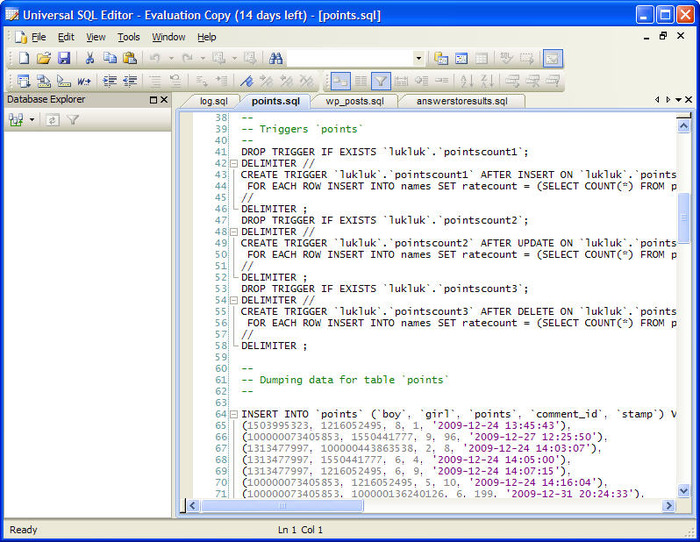 Universal SQL Editor - Evaluation Copy (14 days left) - [points.sql]
File Edit View Tools Window Help
Database Explorer
log.sql points.sql wp_posts.sql answerstoresults.sql
38 --
39 -- Triggers `points`
40 --
41 DROP TRIGGER IF EXISTS `lukluk`.`pointscount1`;
42 DELIMITER //
43 CREATE TRIGGER `lukluk`.`pointscount1` AFTER INSERT ON `lukluk`.`points
44 FOR EACH ROW INSERT INTO names SET ratecount = (SELECT COUNT(*) FROM p
45 //
46 DELIMITER ;
47 DROP TRIGGER IF EXISTS `lukluk`.`pointscount2`;
48 DELIMITER //
49 CREATE TRIGGER `lukluk`.`pointscount2` AFTER UPDATE ON `lukluk`.`points
50 FOR EACH ROW INSERT INTO names SET ratecount = (SELECT COUNT(*) FROM p
51 //
52 DELIMITER ;
53 DROP TRIGGER IF EXISTS `lukluk`.`pointscount3`;
54 DELIMITER //
55 CREATE TRIGGER `lukluk`.`pointscount3` AFTER DELETE ON `lukluk`.`points
56 FOR EACH ROW INSERT INTO names SET ratecount = (SELECT COUNT(*) FROM p
57 //
58 DELIMITER ;
59
60 --
61 -- Dumping data for table `points`
62 --
63
64 INSERT INTO `points` (`boy`, `girl`, `points`, `comment_id`, `stamp`) V
65 (1503995323, 1216052495, 8, 1, '2009-12-24 13:45:43'),
66 (100000073405853, 1550441777, 9, 96, '2009-12-27 12:25:50'),
67 (1313477997, 100000443863538, 2, 8, '2009-12-24 14:03:07'),
68 (1313477997, 1550441777, 6, 4, '2009-12-24 14:05:00'),
69 (1313477997, 1216052495, 6, 9, '2009-12-24 14:07:15'),
70 (100000073405853, 1216052495, 5, 10, '2009-12-24 14:16:04'),
71 (100000073405853, 100000136240126, 6, 199, '2009-12-31 20:24:33'),
Ready Ln 1 Col 1